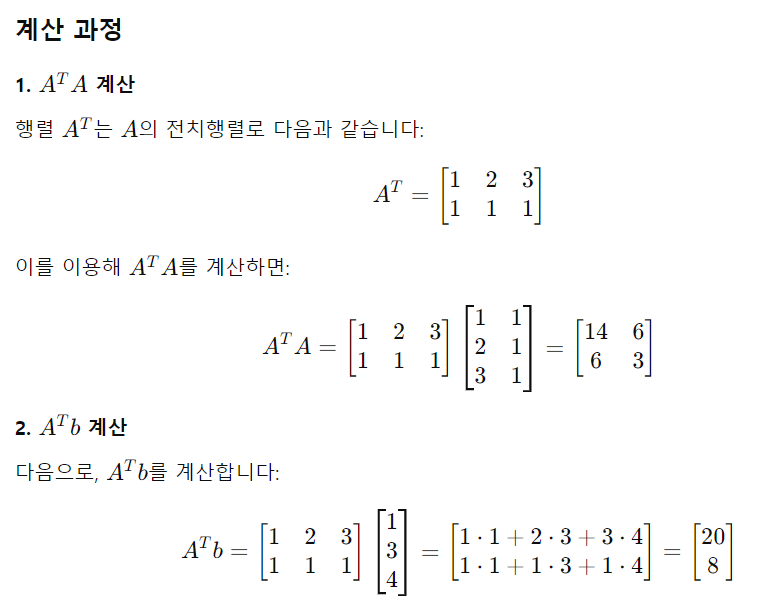 계산 과정
1. $A^T A$ 계산
행렬 $A^T$는 $A$의 전치행렬로 다음과 같습니다:
$A^T = \begin{bmatrix} 1 & 2 & 3 \\ 1 & 1 & 1 \end{bmatrix}$
이를 이용해 $A^T A$를 계산하면:
$A^T A = \begin{bmatrix} 1 & 2 & 3 \\ 1 & 1 & 1 \end{bmatrix} \begin{bmatrix} 1 & 1 \\ 2 & 1 \\ 3 & 1 \end{bmatrix} = \begin{bmatrix} 14 & 6 \\ 6 & 3 \end{bmatrix}$
2. $A^T b$ 계산
다음으로, $A^T b$를 계산합니다:
$A^T b = \begin{bmatrix} 1 & 2 & 3 \\ 1 & 1 & 1 \end{bmatrix} \begin{bmatrix} 1 \\ 3 \\ 4 \end{bmatrix} = \begin{bmatrix} 1 \cdot 1 + 2 \cdot 3 + 3 \cdot 4 \\ 1 \cdot 1 + 1 \cdot 3 + 1 \cdot 4 \end{bmatrix} = \begin{bmatrix} 20 \\ 8 \end{bmatrix}$